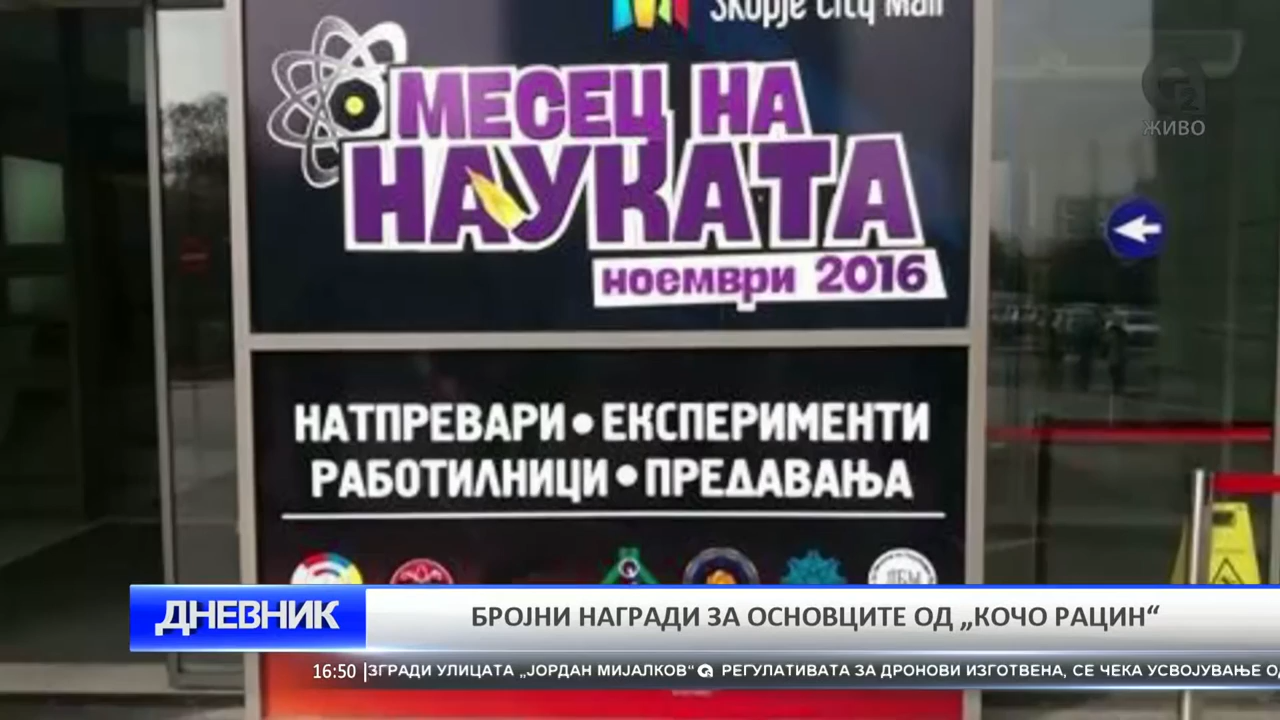 Skopje City Mall
МЕСЕЦ НА
НАУКАТА
НОЕМВРИ 2016
2
ЖИВО
НАТПРЕВАРИ • ЕКСПЕРИМЕНТИ
РАБОТИЛНИЦИ • ПРЕДАВАЊА
ДНЕВНИК
БРОЈНИ НАГРАДИ ЗА ОСНОВЦИТЕ ОД „КОЧО РАЦИН“
16:50
ЗГРАДИ УЛИЦАТА „ЈОРДАН МИЈАЛКОВ“ РЕГУЛАТИВАТА ЗА ДРОНОВИ ИЗГОТВЕНА, СЕ ЧЕКА УСВОЈУВАЊЕ